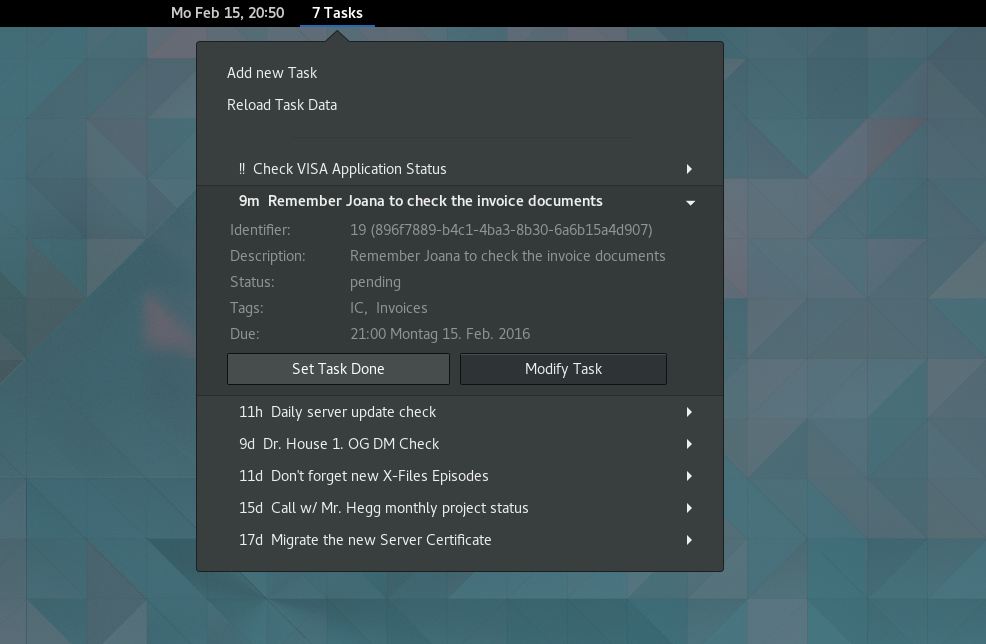 Mo Feb 15, 20:50 7 Tasks
Add new Task
Reload Task Data
!! Check VISA Application Status
9m Remember Joana to check the invoice documents
Identifier: 19 (896f7889-b4c1-4ba3-8b30-6a6b15a4d907)
Description: Remember Joana to check the invoice documents
Status: pending
Tags: IC, Invoices
Due: 21:00 Montag 15. Feb. 2016
Set Task Done Modify Task
11h Daily server update check
9d Dr. House 1. OG DM Check
11d Don't forget new X-Files Episodes
15d Call w/ Mr. Hegg monthly project status
17d Migrate the new Server Certificate